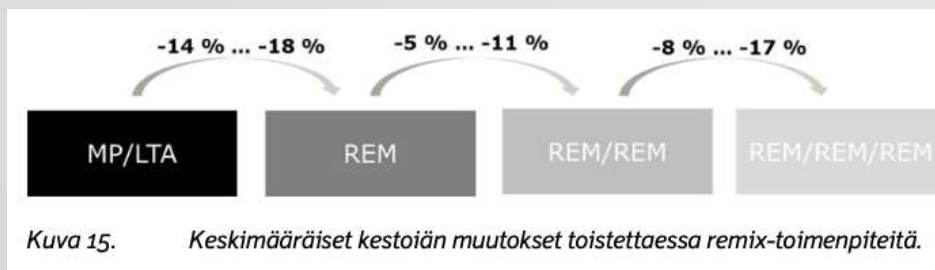 -14 % ... -18 % -5 % ... -11 % -8 % ... -17 %
MP/LTA REM REM/REM REM/REM/REM
Kuva 15. Keskimääräiset kestoiän muutokset toistettaessa remix-toimenpiteitä.